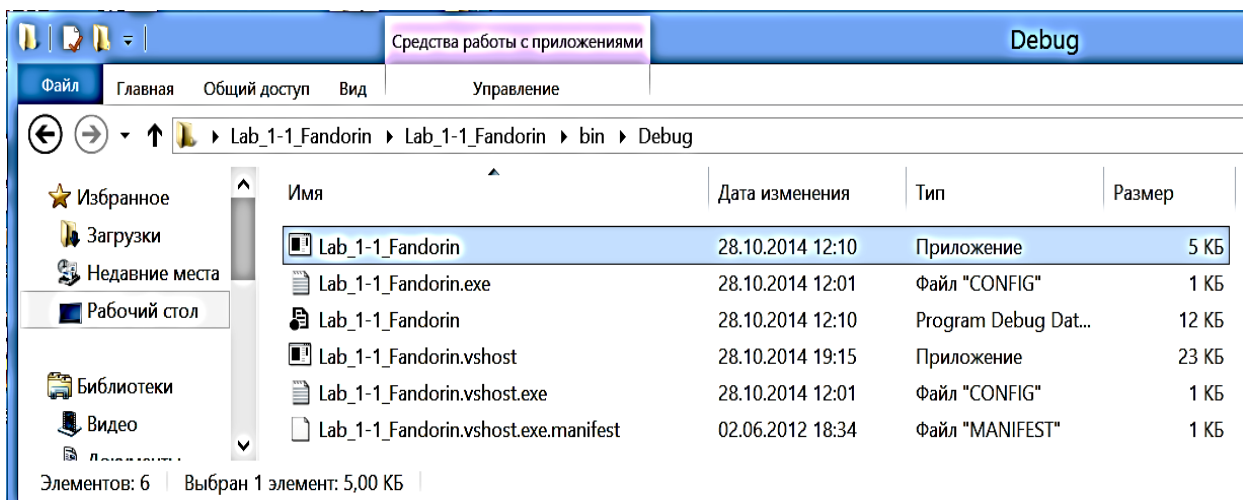 Средства работы с приложениями Debug
Файл Главная Общий доступ Вид Управление
Lab_1-1_Fandorin Lab_1-1_Fandorin bin Debug
Избранное
Загрузки
Недавние места
Рабочий стол
Библиотеки
Видео
Имя Дата изменения Тип Размер
Lab_1-1_Fandorin 28.10.2014 12:10 Приложение 5 КБ
Lab_1-1_Fandorin.exe 28.10.2014 12:01 Файл "CONFIG" 1 КБ
Lab_1-1_Fandorin 28.10.2014 12:10 Program Debug Dat... 12 КБ
Lab_1-1_Fandorin.vshost 28.10.2014 19:15 Приложение 23 КБ
Lab_1-1_Fandorin.vshost.exe 28.10.2014 12:01 Файл "CONFIG" 1 КБ
Lab_1-1_Fandorin.vshost.exe.manifest 02.06.2012 18:34 Файл "MANIFEST" 1 КБ
Элементов: 6 Выбран 1 элемент: 5,00 КБ